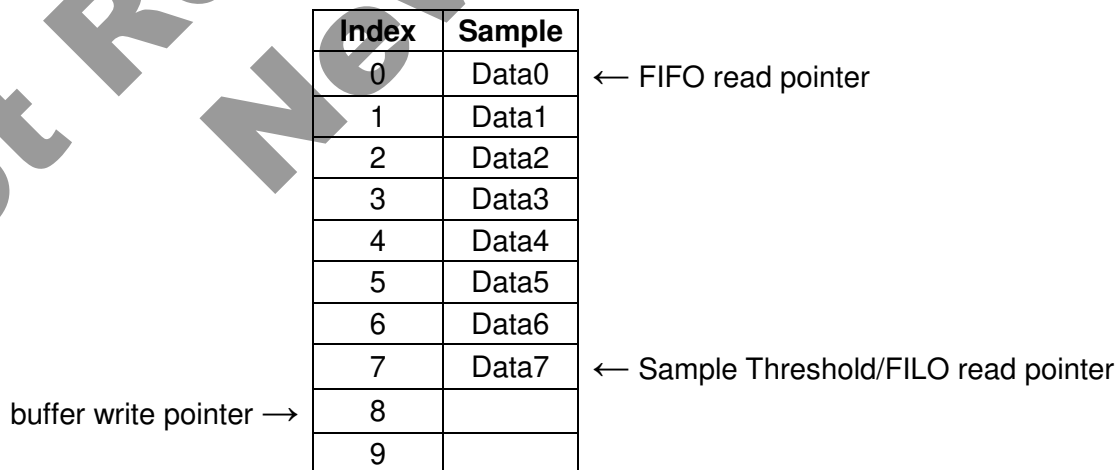 Index Sample
0 Data0 ← FIFO read pointer
1 Data1
2 Data2
3 Data3
4 Data4
5 Data5
6 Data6
7 Data7 ← Sample Threshold/FILO read pointer
buffer write pointer → 8
9